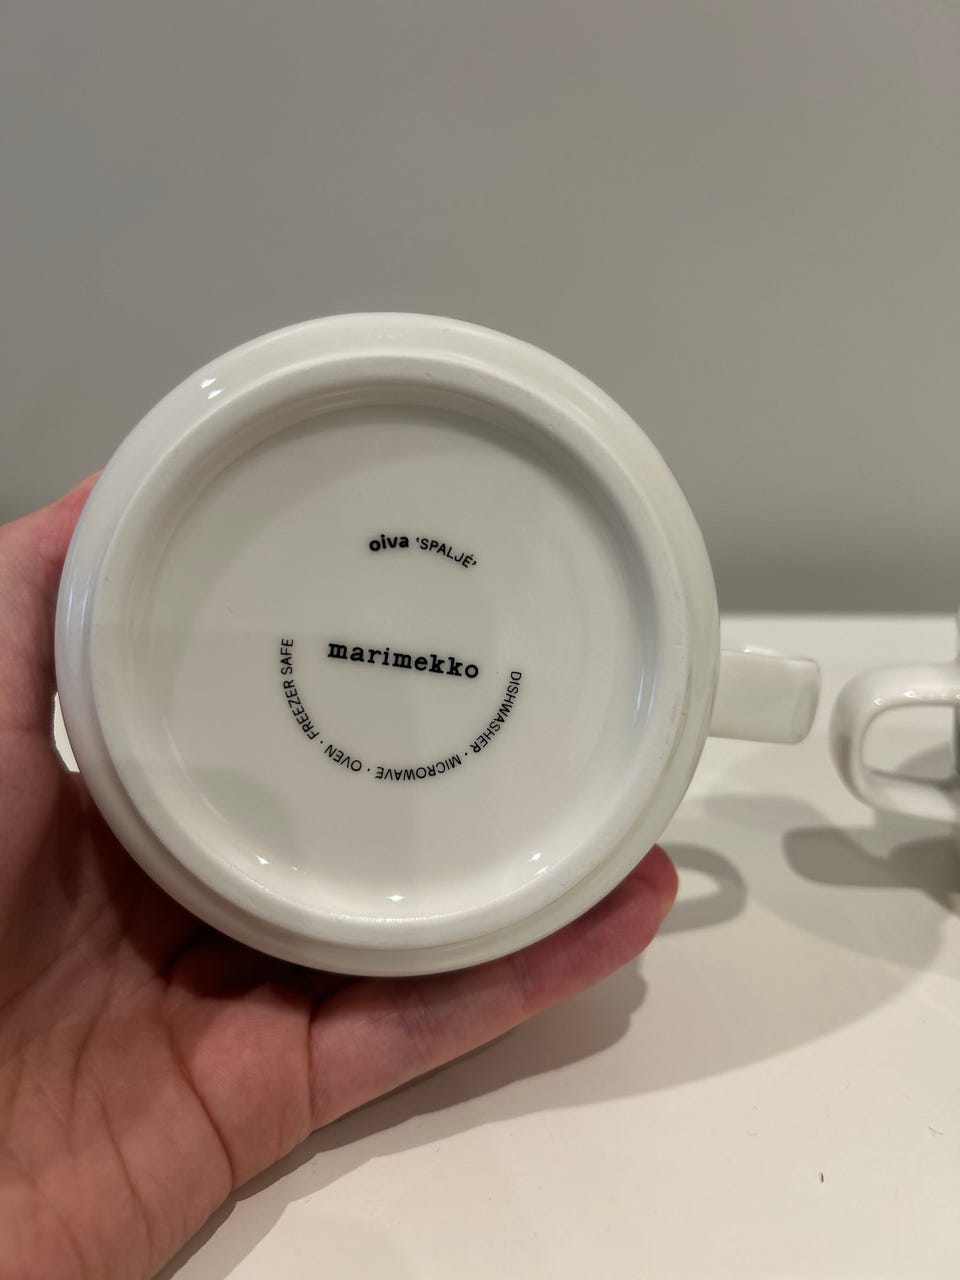 oiva 'SPALJÉ'
marimekko
DISHWASHER · MICROWAVE · OVEN · FREEZER SAFE